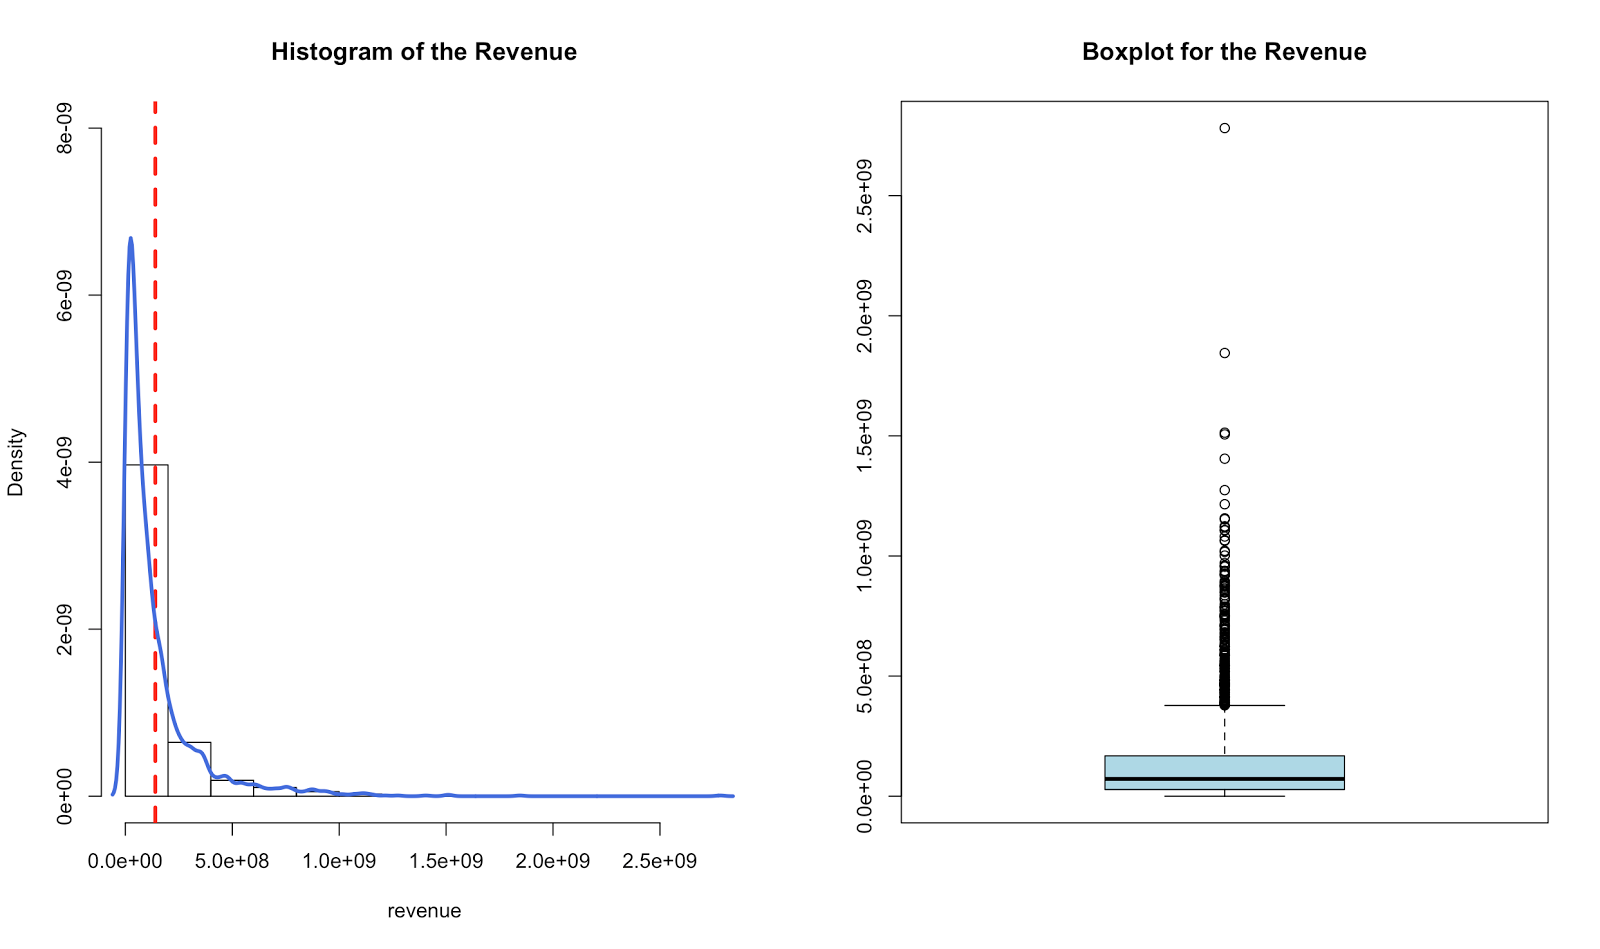 Histogram of the Revenue
Density
8e-09
6e-09
4e-09
2e-09
0e+00
0.0e+00 5.0e+08 1.0e+09 1.5e+09 2.0e+09 2.5e+09
revenue
Boxplot for the Revenue
2.5e+09
2.0e+09
1.5e+09
1.0e+09
5.0e+08
0.0e+00